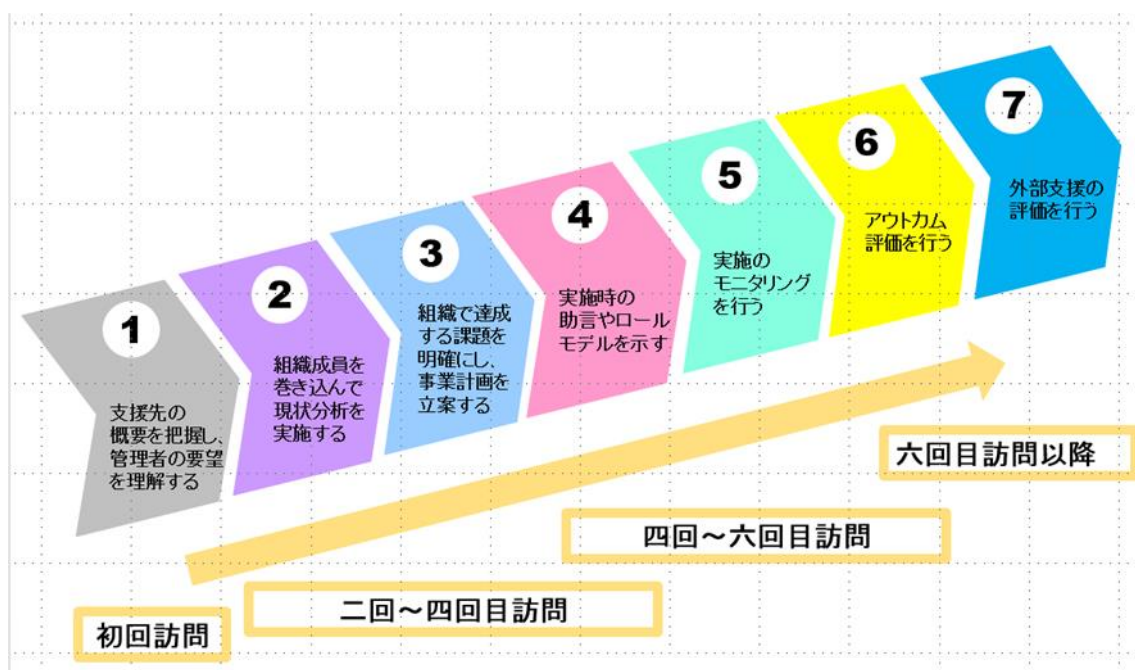 1
支援先の
概要を把握し、
管理者の要望
を理解する
2
組織成員を
巻き込んで
現状分析を
実施する
3
組織で達成
する課題を
明確にし、
事業計画を
立案する
4
実施時の
助言やロール
モデルを示す
5
実施の
モニタリング
を行う
6
アウトカム
評価を行う
7
外部支援の
評価を行う
初回訪問
二回～四回目訪問
四回～六回目訪問
六回目訪問以降